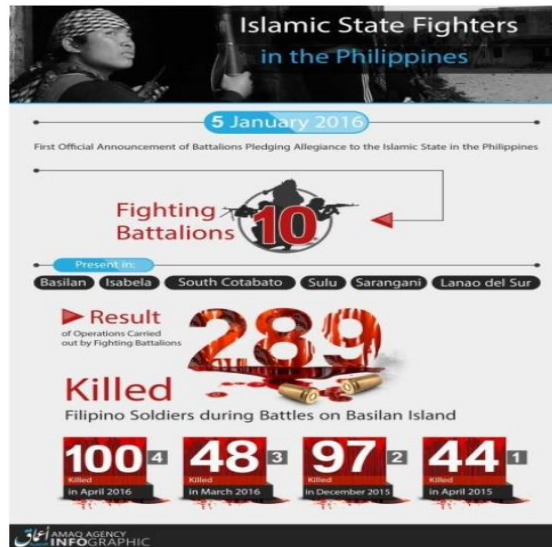 Islamic State Fighters
in the Philippines
5 January 2016
First Official Announcement of Battalions Pledging Allegiance to the Islamic State in the Philippines
Fighting
Battalions
10
Present in:
Basilan Isabela South Cotabato Sulu Sarangani Lanao del Sur
Result
of Operations Carried
out by Fighting Battalions
289
Killed
Filipino Soldiers during Battles on Basilan Island
100 4 48 3 97 2 44 1
Killed Killed Killed Killed
in April 2016 in March 2016 in December 2015 in April 2015
أعماق AMAQ AGENCY
INFOGRAPHIC